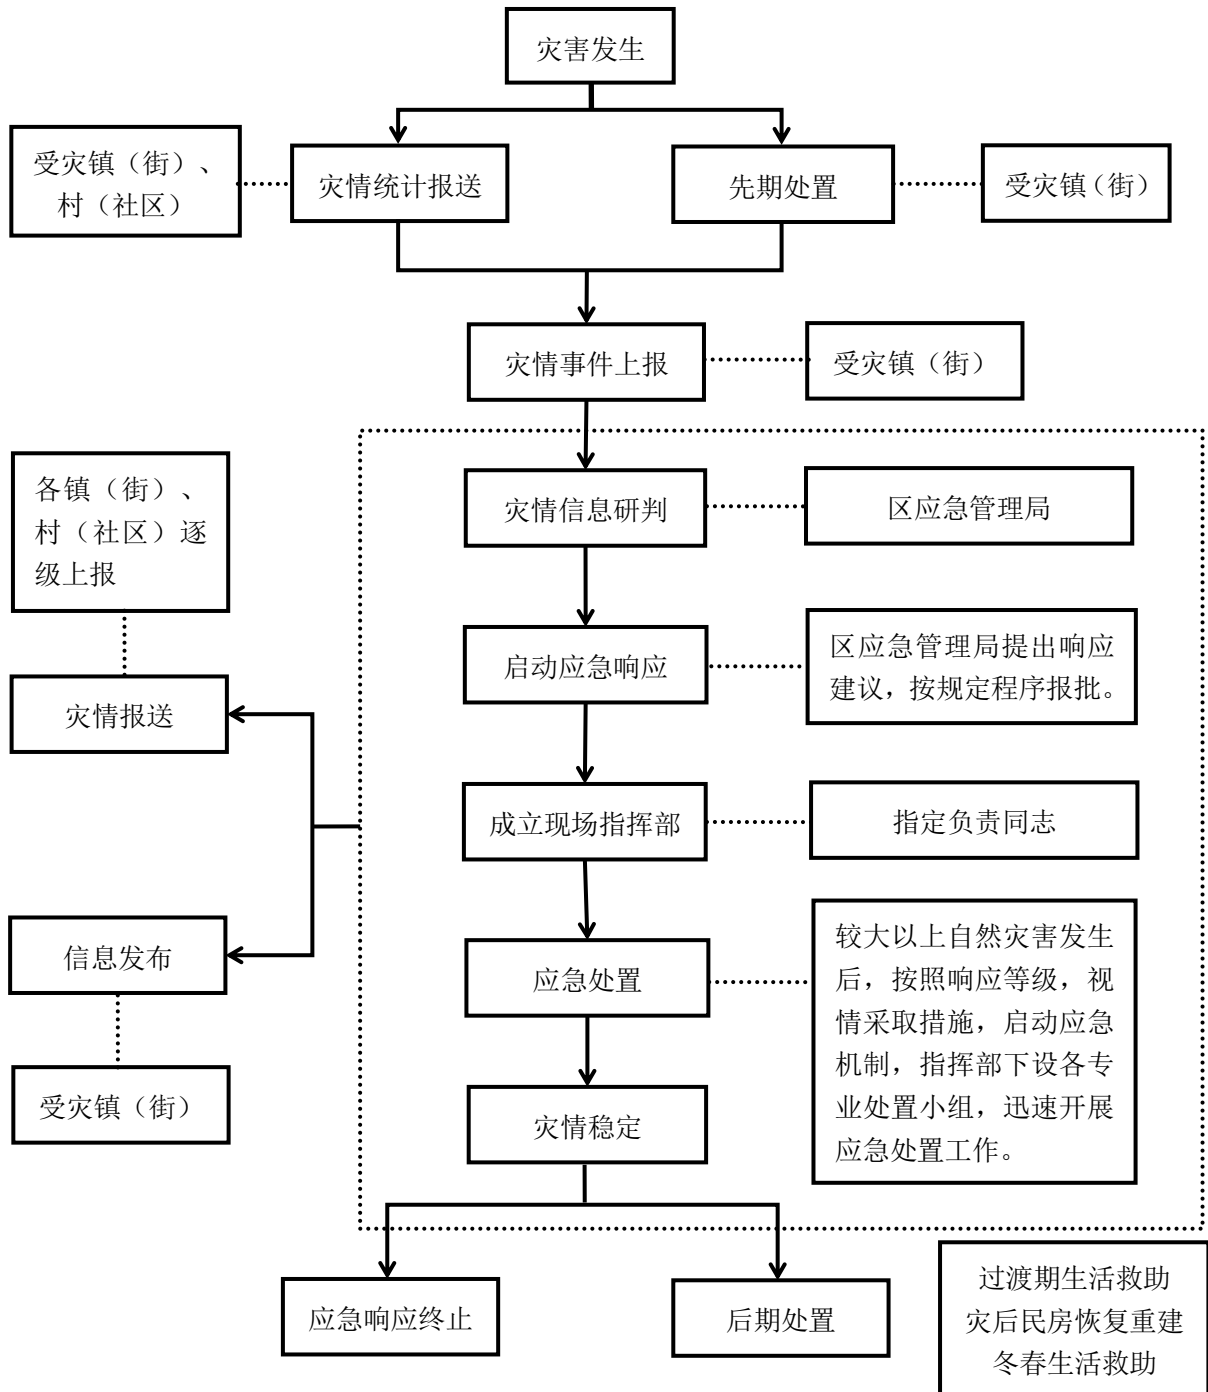 灾害发生
受灾镇（街）、
村（社区）
灾情统计报送
先期处置
受灾镇（街）
灾情事件上报
受灾镇（街）
各镇（街）、
村（社区）逐
级上报
灾情信息研判
区应急管理局
启动应急响应
区应急管理局提出响应
建议，按规定程序报批。
灾情报送
成立现场指挥部
指定负责同志
信息发布
应急处置
较大以上自然灾害发生
后，按照响应等级，视
情采取措施，启动应急
机制，指挥部下设各专
业处置小组，迅速开展
应急处置工作。
受灾镇（街）
灾情稳定
应急响应终止
后期处置
过渡期生活救助
灾后民房恢复重建
冬春生活救助